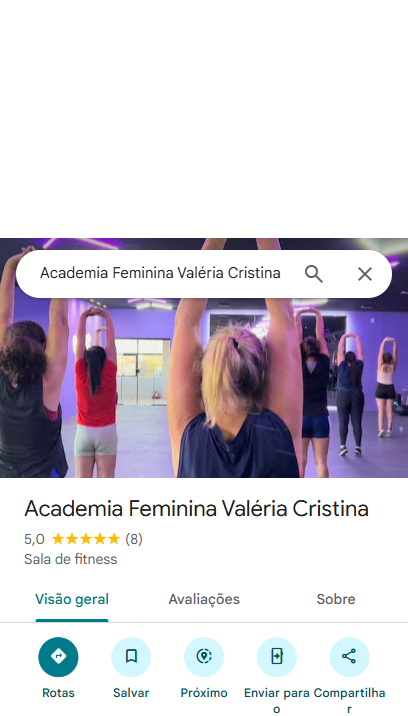 Academia Feminina Valéria Cristina
Academia Feminina Valéria Cristina
5,0 ★★★★★ (8)
Sala de fitness
Visão geral Avaliações Sobre
Rotas Salvar Próximo Enviar para o Compartilhar